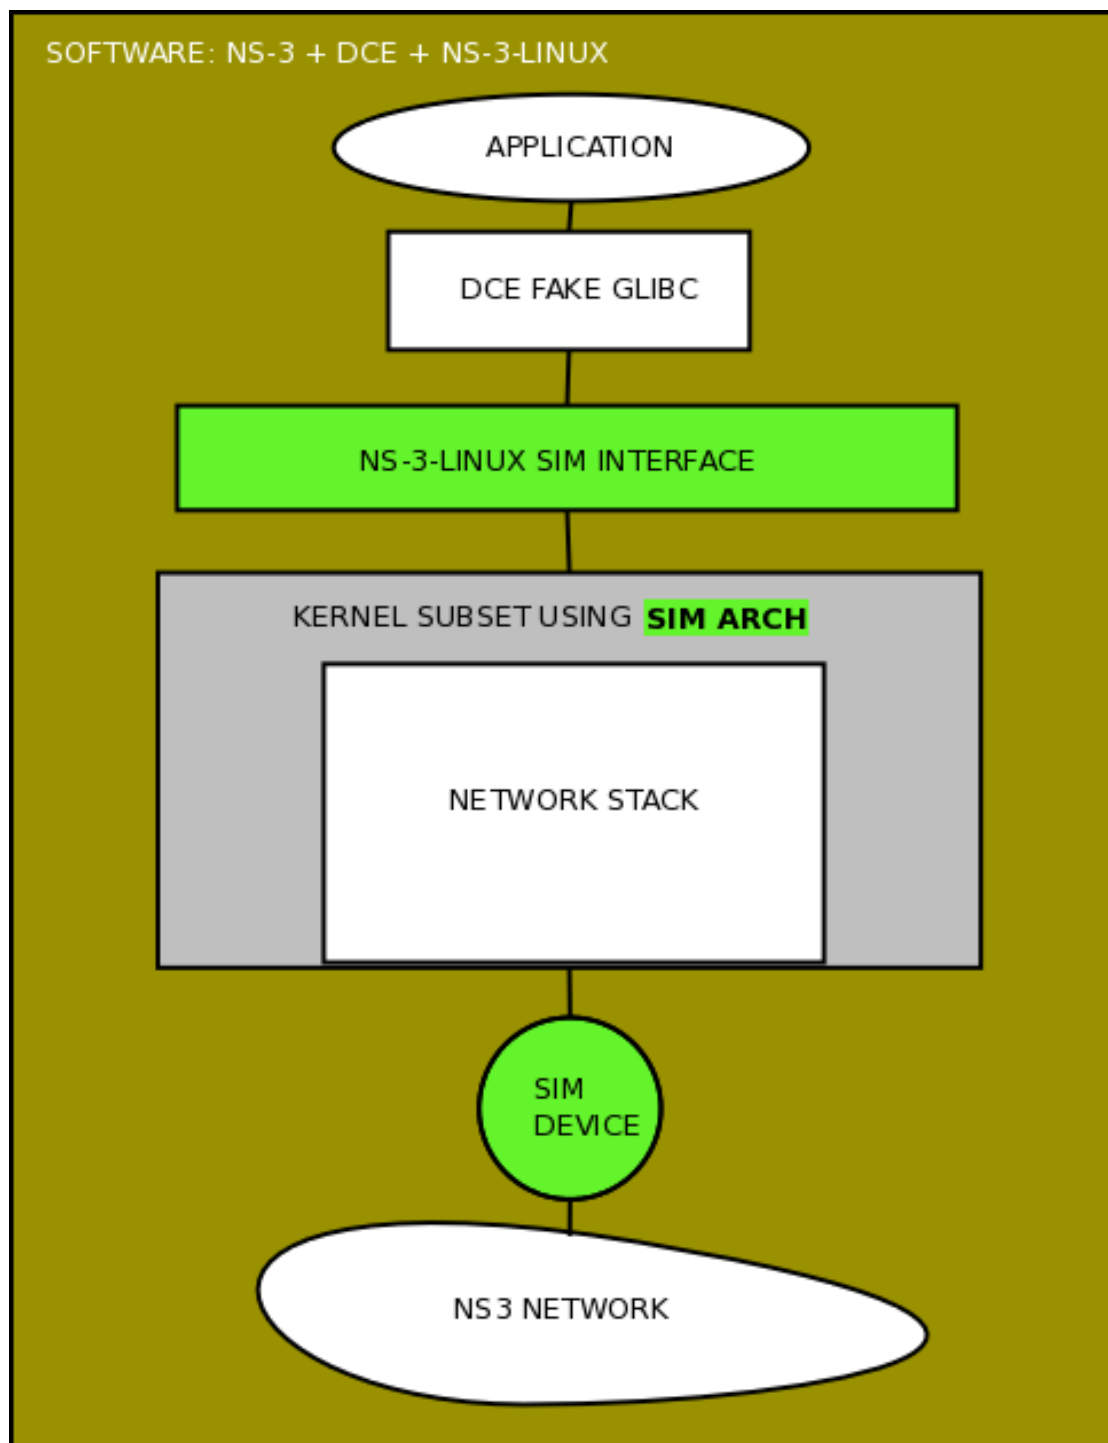 SOFTWARE: NS-3 + DCE + NS-3-LINUX
APPLICATION
DCE FAKE GLIBC
NS-3-LINUX SIM INTERFACE
KERNEL SUBSET USING SIM ARCH
NETWORK STACK
SIM
DEVICE
NS3 NETWORK